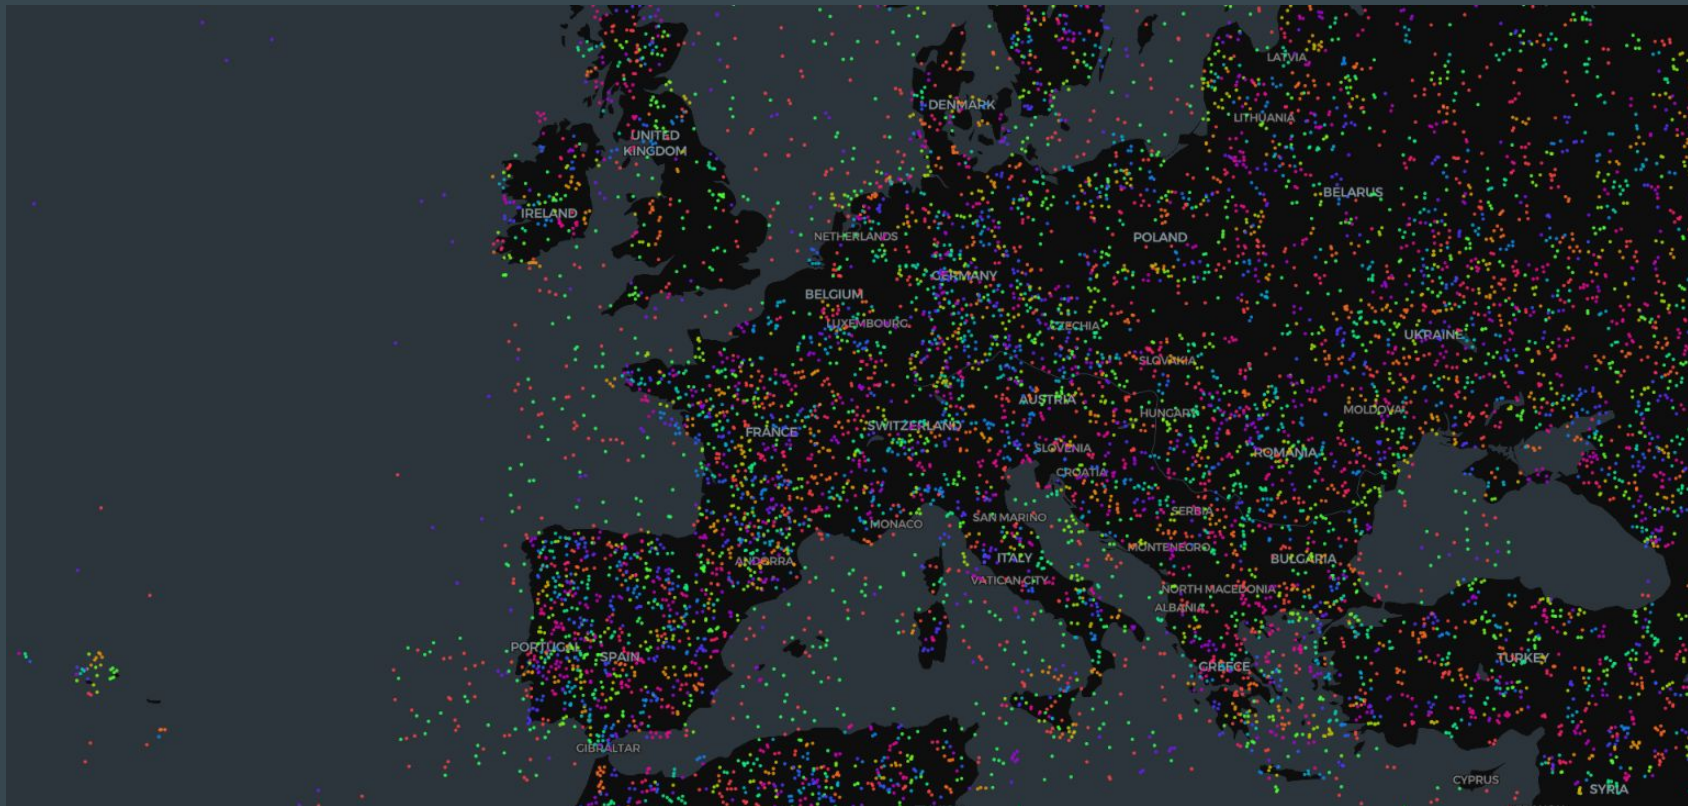 LATVIA
DENMARK
LITHUANIA
UNITED
KINGDOM
BELARUS
IRELAND
NETHERLANDS
POLAND
GERMANY
BELGIUM
LUXEMBOURG
CZECHIA
UKRAINE
SLOVAKIA
AUSTRIA
HUNGARY
MOLDOVA
SWITZERLAND
FRANCE
SLOVENIA
ROMANIA
CROATIA
SERBIA
SAN MARINO
MONACO
MONTENEGRO
ITALY
BULGARIA
ANDORRA
VATICAN CITY
NORTH MACEDONIA
ALBANIA
PORTUGAL
SPAIN
TURKEY
GREECE
GIBRALTAR
CYPRUS
SYRIA